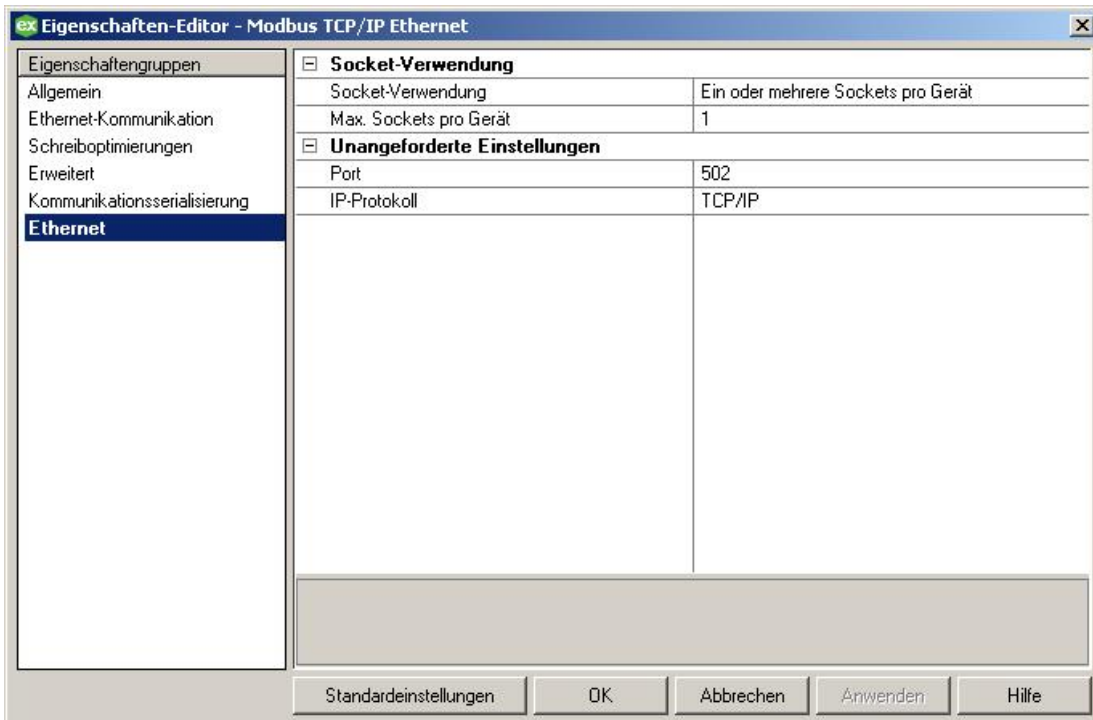 ex Eigenschaften-Editor - Modbus TCP/IP Ethernet
Eigenschaftengruppen
Allgemein
Ethernet-Kommunikation
Schreiboptimierungen
Erweitert
Kommunikationsserialisierung
Ethernet
Socket-Verwendung
Socket-Verwendung Ein oder mehrere Sockets pro Gerät
Max. Sockets pro Gerät 1
Unangeforderte Einstellungen
Port 502
IP-Protokoll TCP/IP
Standardeinstellungen OK Abbrechen Anwenden Hilfe